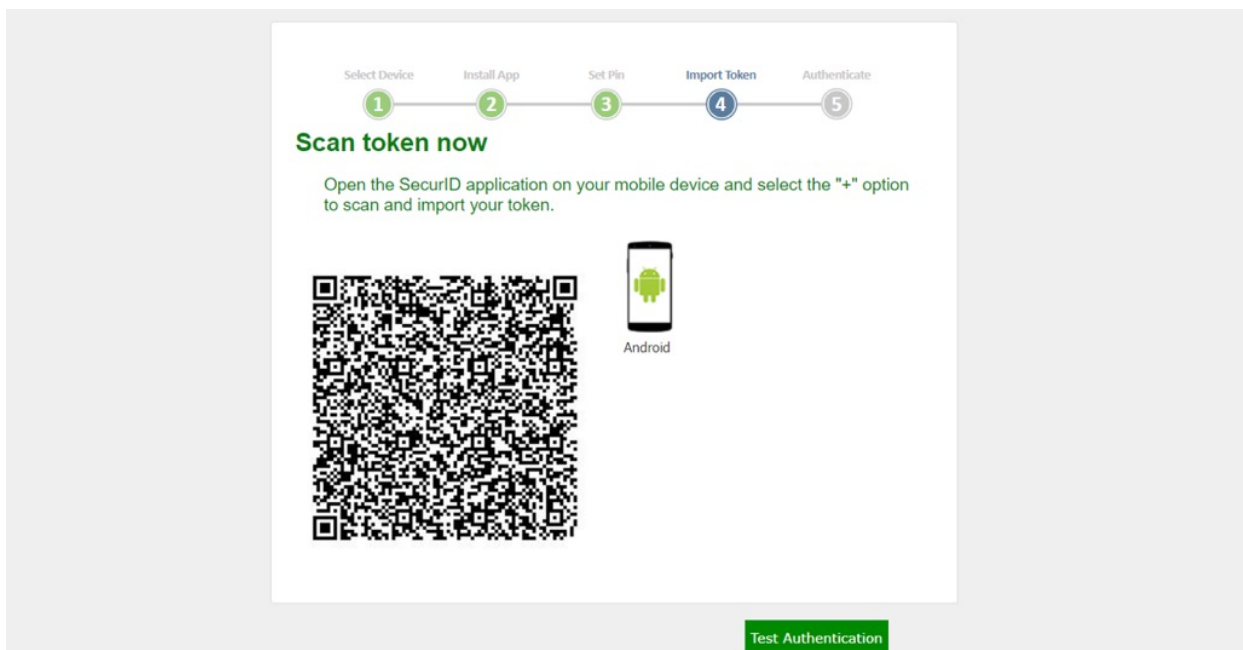 Select Device Install App Set Pin Import Token Authenticate
1 2 3 4 5
Scan token now
Open the SecurID application on your mobile device and select the "+" option
to scan and import your token.
Android
Test Authentication